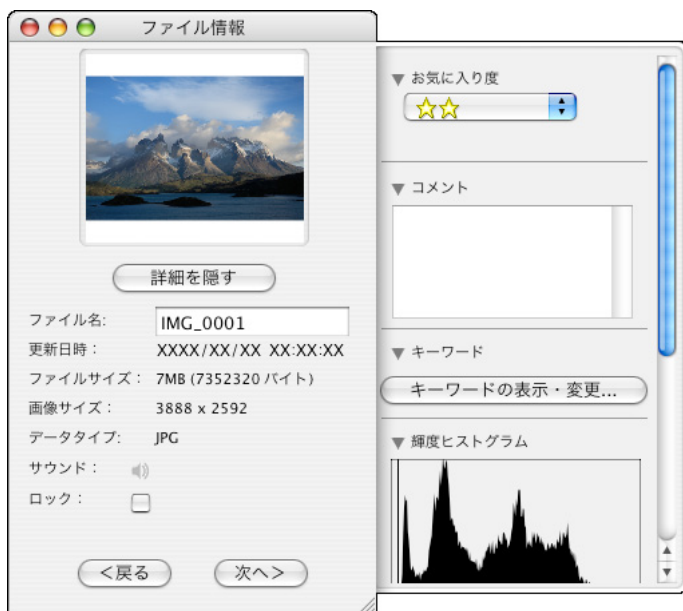 ファイル情報
詳細を隠す
ファイル名: IMG_0001
更新日時： XXXX/XX/XX XX:XX:XX
ファイルサイズ： 7MB (7352320 バイト)
画像サイズ： 3888 x 2592
データタイプ: JPG
サウンド：
ロック：
<戻る
次へ>
お気に入り度
コメント
キーワード
キーワードの表示・変更...
輝度ヒストグラム